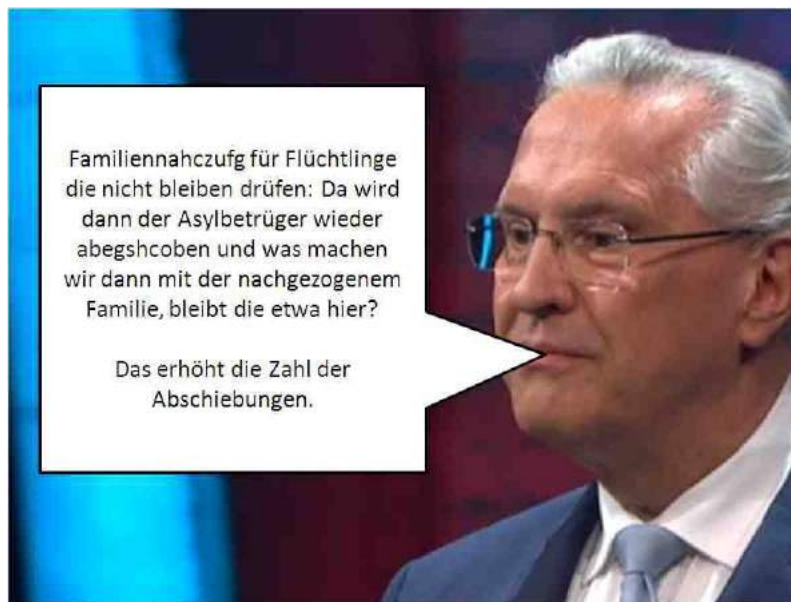 Familiennahczufg für Flüchtlinge
die nicht bleiben drüfen: Da wird
dann der Asylbetrüger wieder
abegshcoben und was machen
wir dann mit der nachgezogenem
Familie, bleibt die etwa hier?
Das erhöht die Zahl der
Abschiebungen.